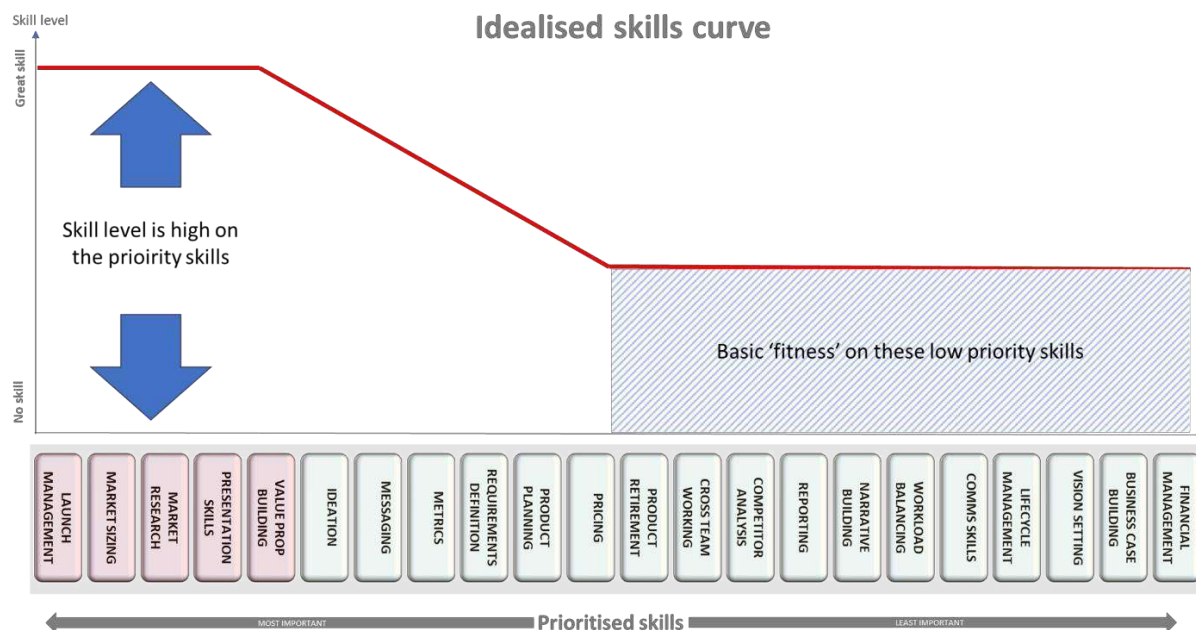 Skill level
Idealised skills curve
Great skill
Skill level is high on
the prioirity skills
Basic ‘fitness’ on these low priority skills
No skill
LAUNCH
MANAGEMENT
MARKET SIZING
MARKET
RESEARCH
PRESENTATION
SKILLS
VALUE PROP
BUILDING
IDEATION
MESSAGING
METRICS
REQUIREMENTS
DEFINITION
PRODUCT
PLANNING
PRICING
PRODUCT
RETIREMENT
CROSS TEAM
WORKING
COMPETITOR
ANALYSIS
REPORTING
NARRATIVE
BUILDING
WORKLOAD
BALANCING
COMMS SKILLS
LIFECYCLE
MANAGEMENT
VISION SETTING
BUSINESS CASE
BUILDING
FINANCIAL
MANAGEMENT
MOST IMPORTANT
Prioritised skills
LEAST IMPORTANT